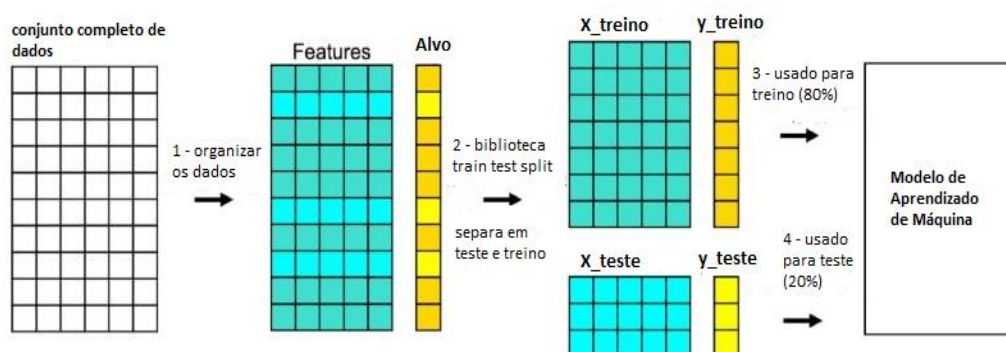 conjunto completo de
dados
Features
Alvo
X_treino
y_treino
1 - organizar
os dados
2 - biblioteca
train test split
separa em
teste e treino
3 - usado para
treino (80%)
X_teste
y_teste
4 - usado
para teste
(20%)
Modelo de
Aprendizado
de Máquina